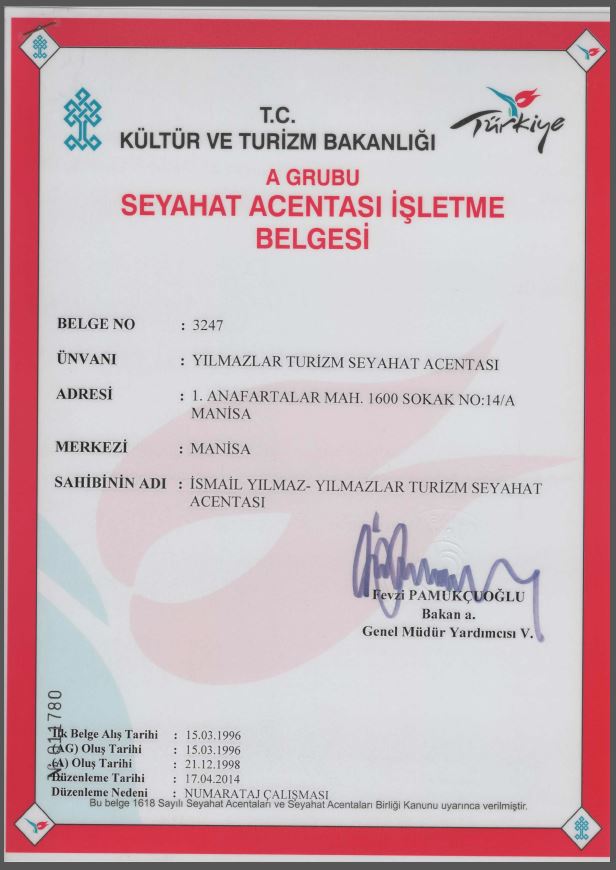 T.C.
KÜLTÜR VE TURİZM BAKANLIĞI
Türkiye
A GRUBU
SEYAHAT ACENTASI İŞLETME
BELGESİ
BELGE NO : 3247
ÜNVANI : YILMAZLAR TURİZM SEYAHAT ACENTASI
ADRESİ : 1. ANAFARTALAR MAH. 1600 SOKAK NO:14/A
MANİSA
MERKEZİ : MANİSA
SAHİBİNİN ADI : İSMAİL YILMAZ- YILMAZLAR TURİZM SEYAHAT
ACENTASI
Fevzi PAMUKÇUOĞLU
Bakan a.
Genel Müdür Yardımcısı V.
İlk Belge Alış Tarihi : 15.03.1996
(AG) Oluş Tarihi : 15.03.1996
(A) Oluş Tarihi : 21.12.1998
Düzenleme Tarihi : 17.04.2014
Düzenleme Nedeni : NUMARATAJ ÇALIŞMASI
Bu belge 1618 Sayılı Seyahat Acentaları ve Seyahat Acentaları Birliği Kanunu uyarınca verilmiştir.